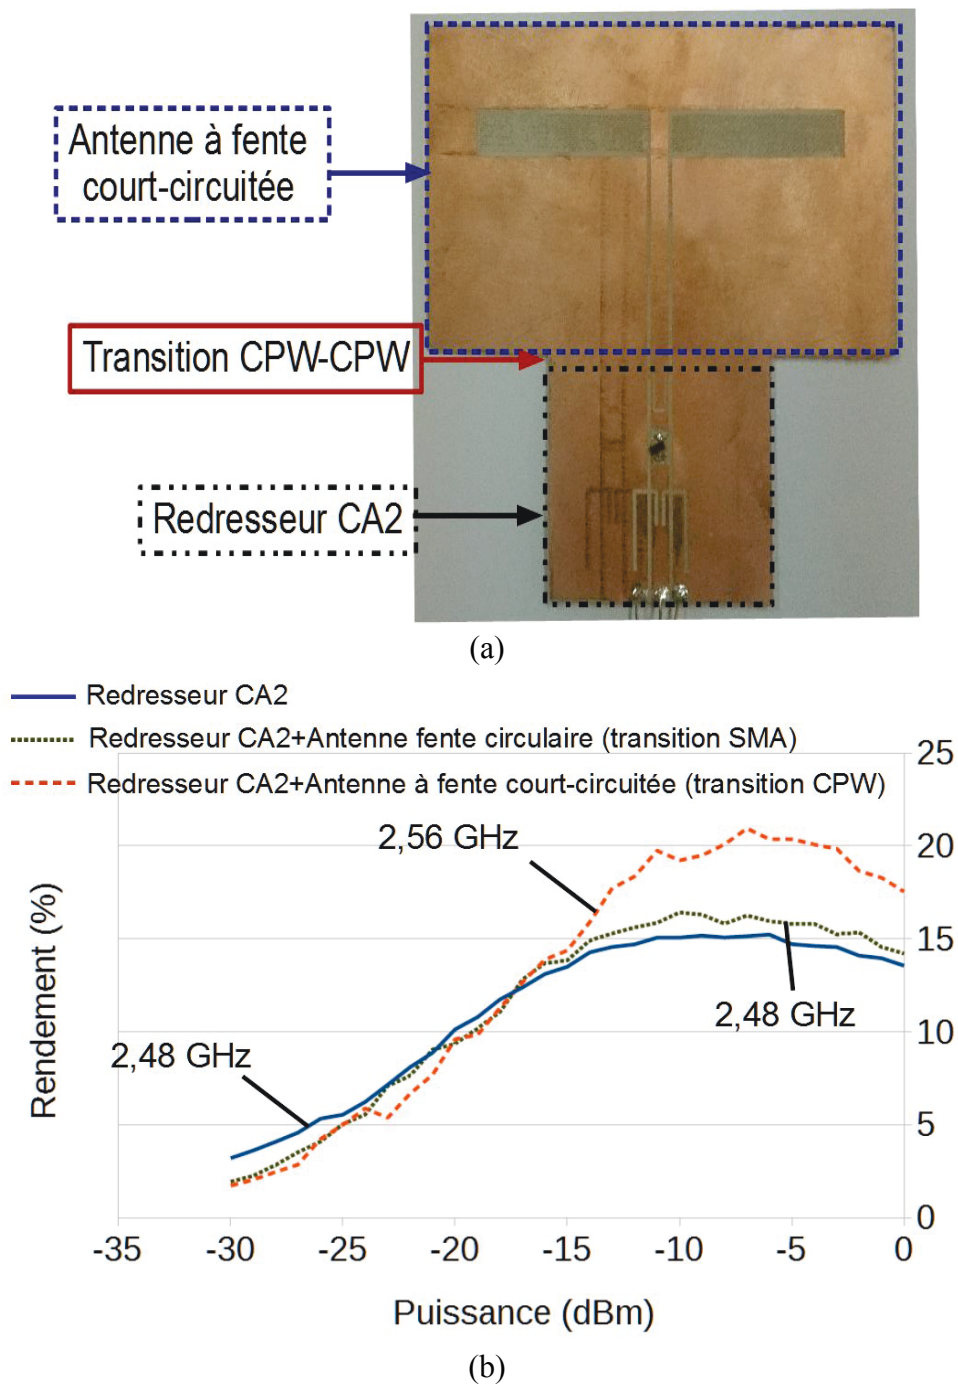 Antenne à fente
court-circuitée
Transition CPW-CPW
Redresseur CA2
(a)
Redresseur CA2
Redresseur CA2+Antenne fente circulaire (transition SMA)
Redresseur CA2+Antenne à fente court-circuitée (transition CPW)
25
20
15
10
5
0
2,56 GHz
2,48 GHz
2,48 GHz
Rendement (%)
-35 -30 -25 -20 -15 -10 -5 0
Puissance (dBm)
(b)